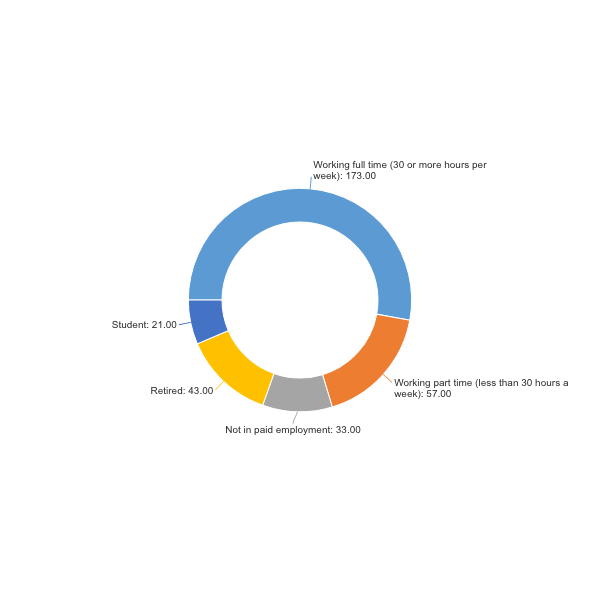 Working full time (30 or more hours per
week): 173.00
Student: 21.00
Working part time (less than 30 hours a
week): 57.00
Retired: 43.00
Not in paid employment: 33.00